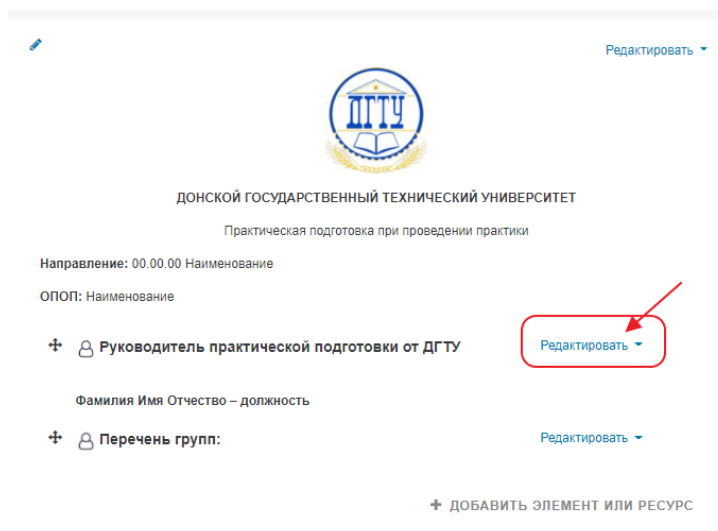 Редактировать
ДГТУ
ДОНСКОЙ ГОСУДАРСТВЕННЫЙ ТЕХНИЧЕСКИЙ УНИВЕРСИТЕТ
Практическая подготовка при проведении практики
Направление: 00.00.00 Наименование
ОПОП: Наименование
Руководитель практической подготовки от ДГТУ Редактировать
Фамилия Имя Отчество – должность
Перечень групп: Редактировать
+ ДОБАВИТЬ ЭЛЕМЕНТ ИЛИ РЕСУРС